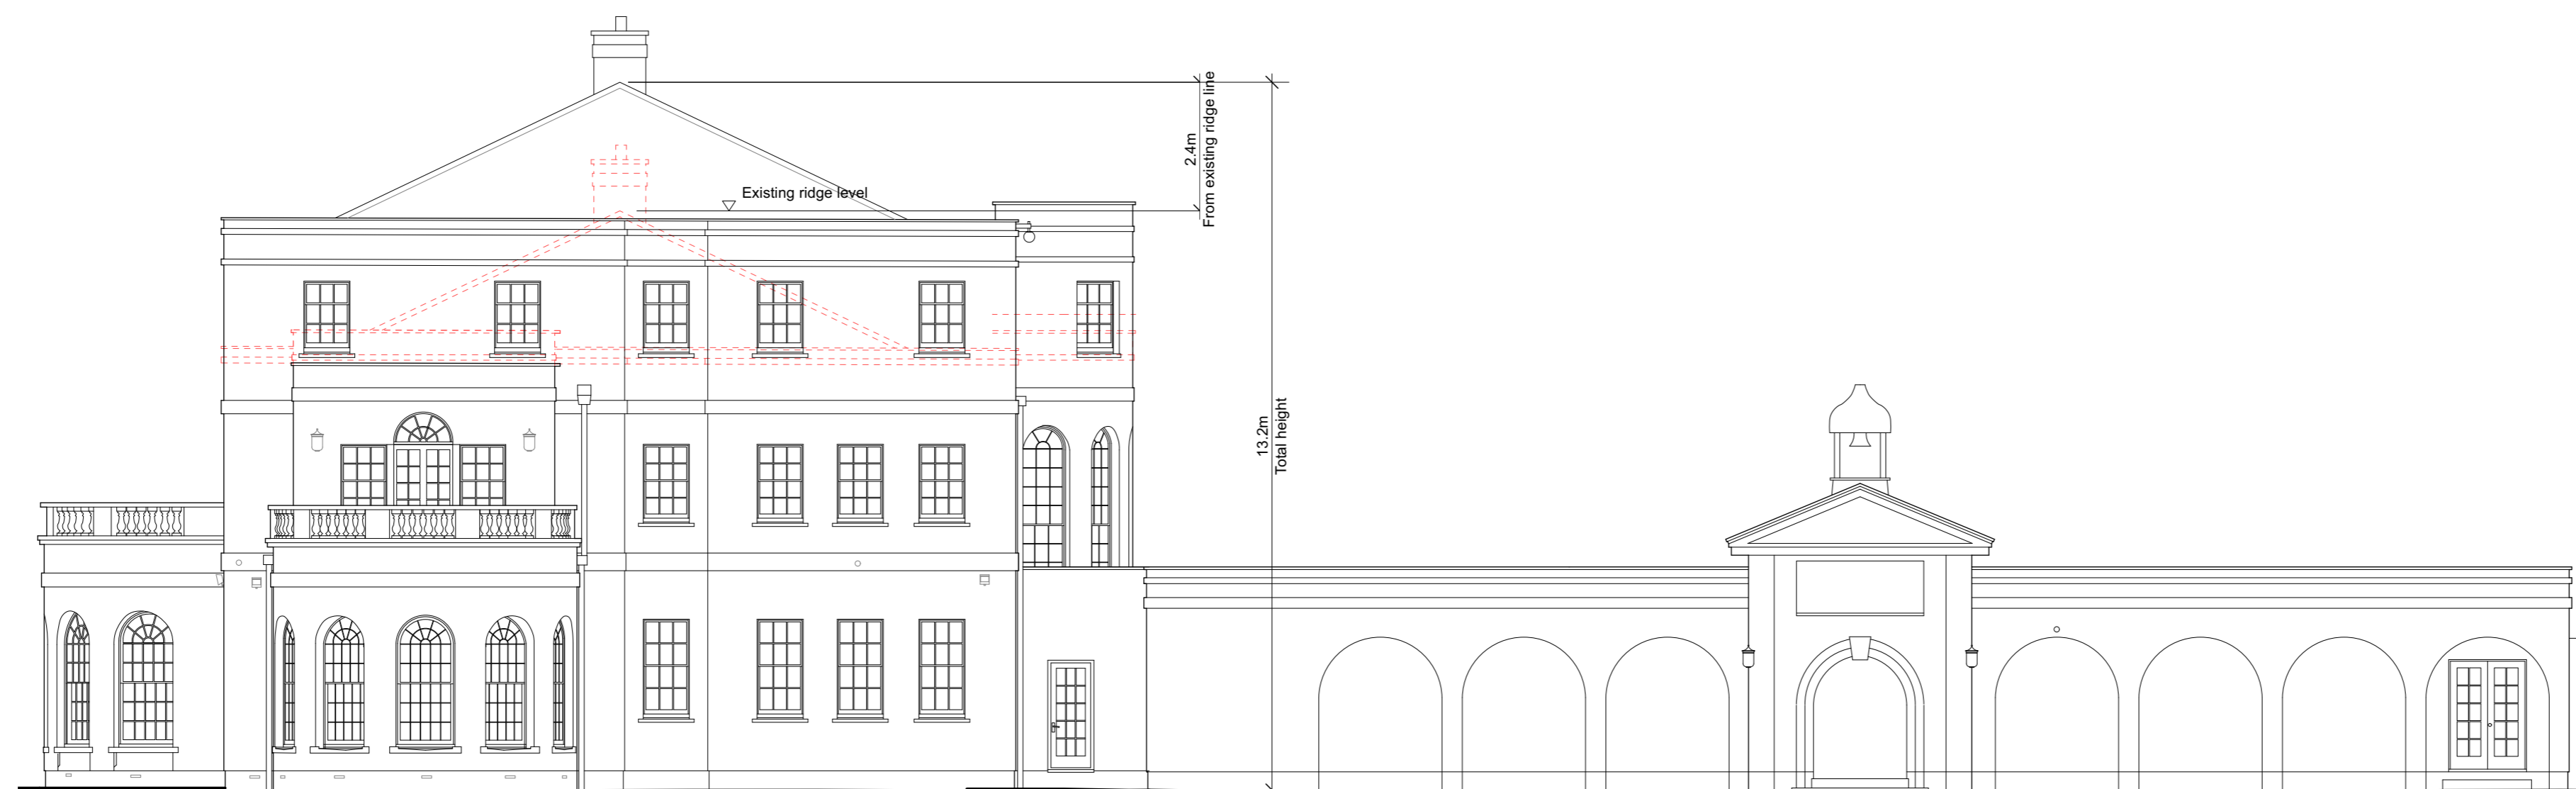 2.4m
From existing ridge line
Existing ridge level
13.2m
Total height